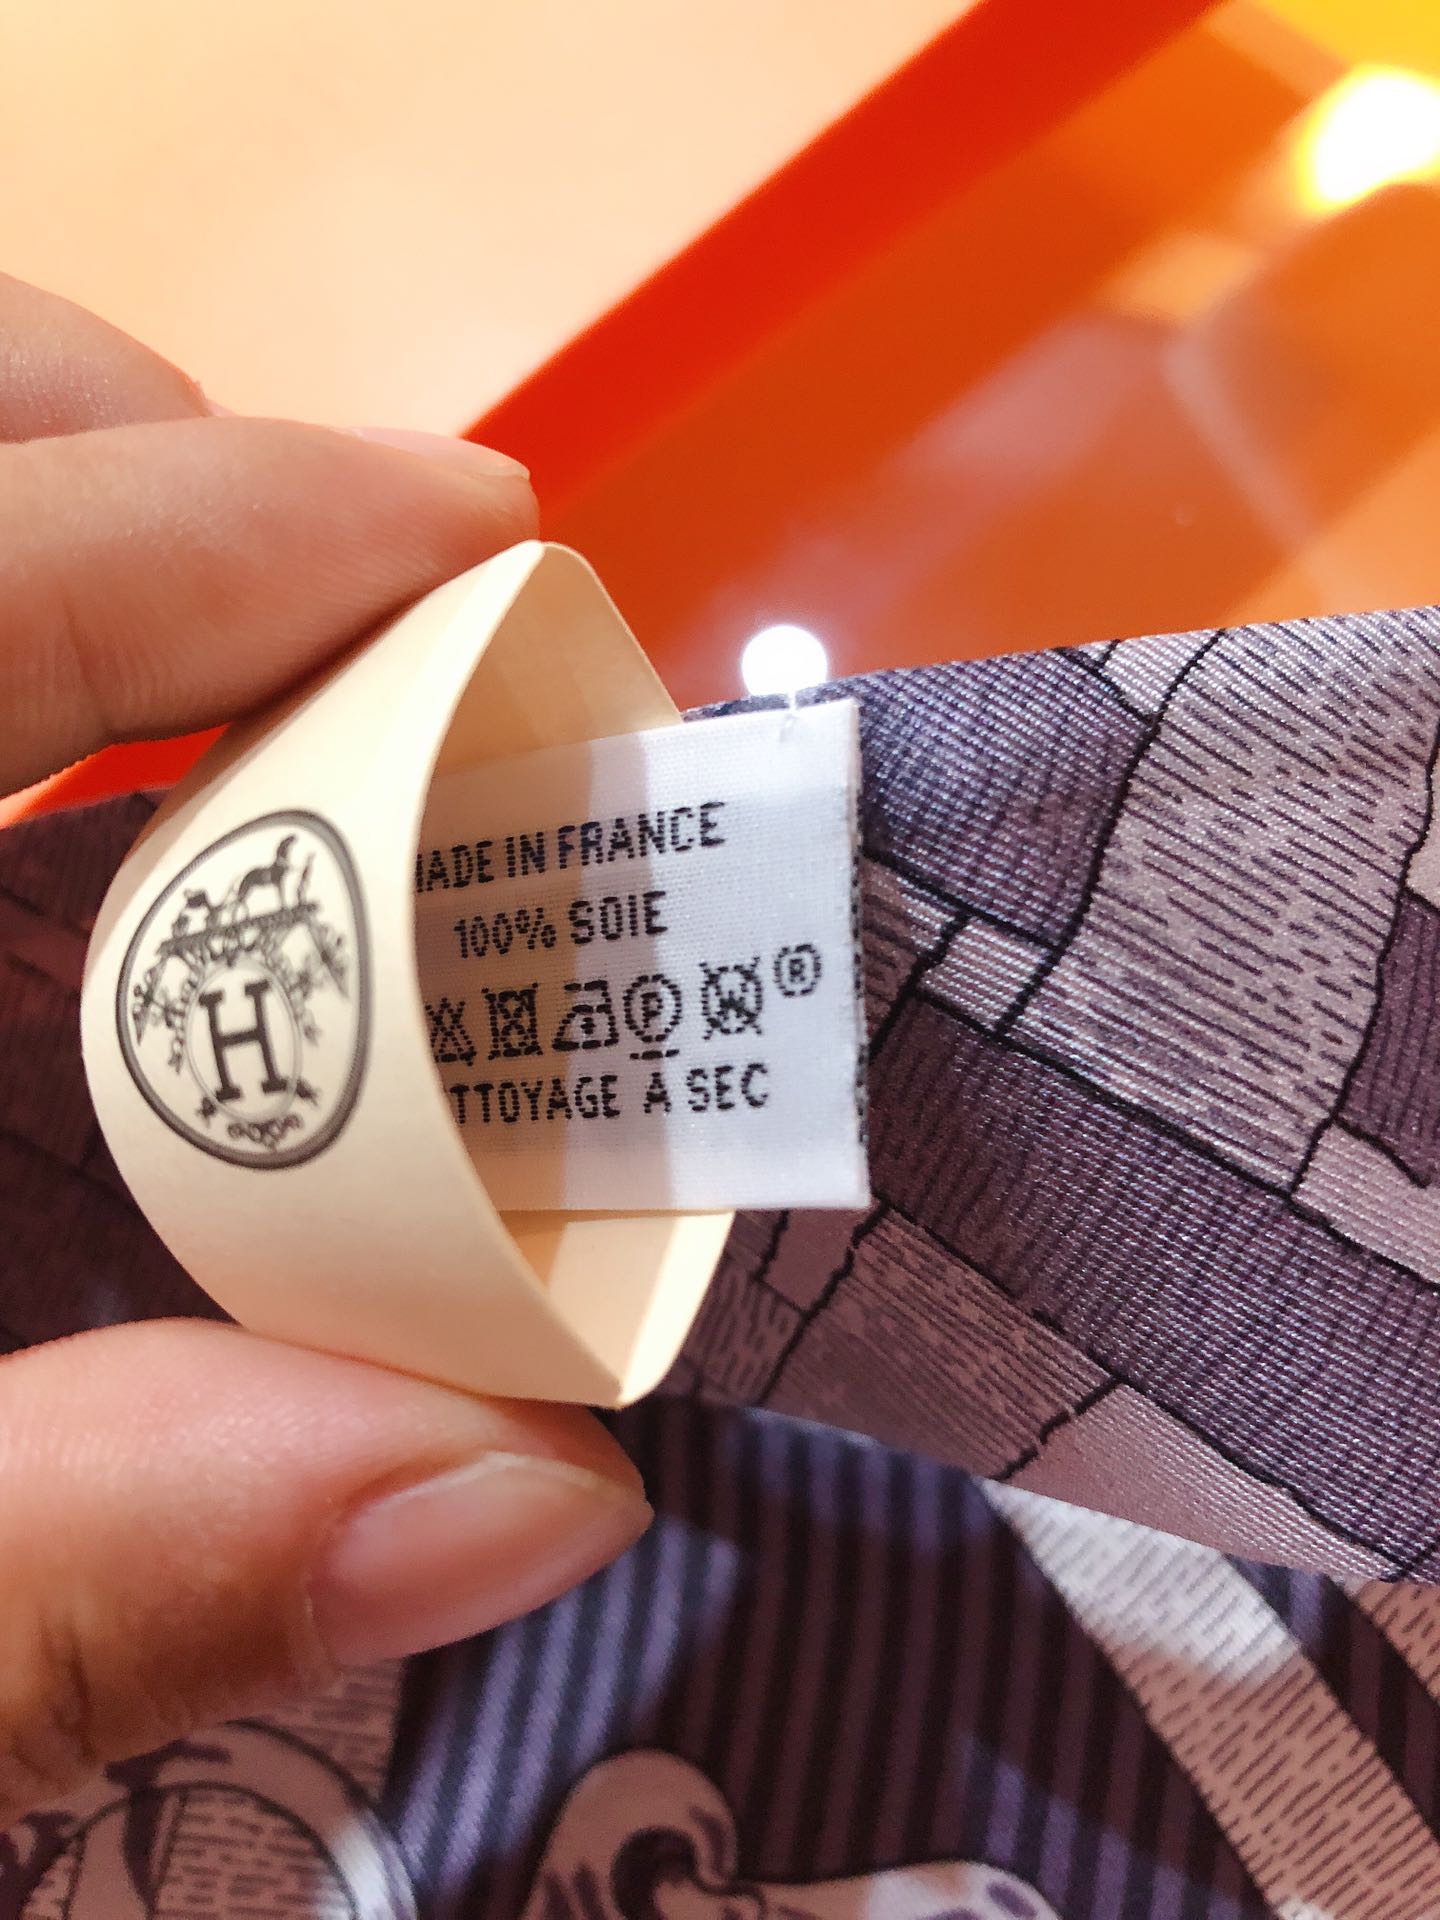 H
MADE IN FRANCE
100% SOIE
P W ®
NETTOYAGE A SEC